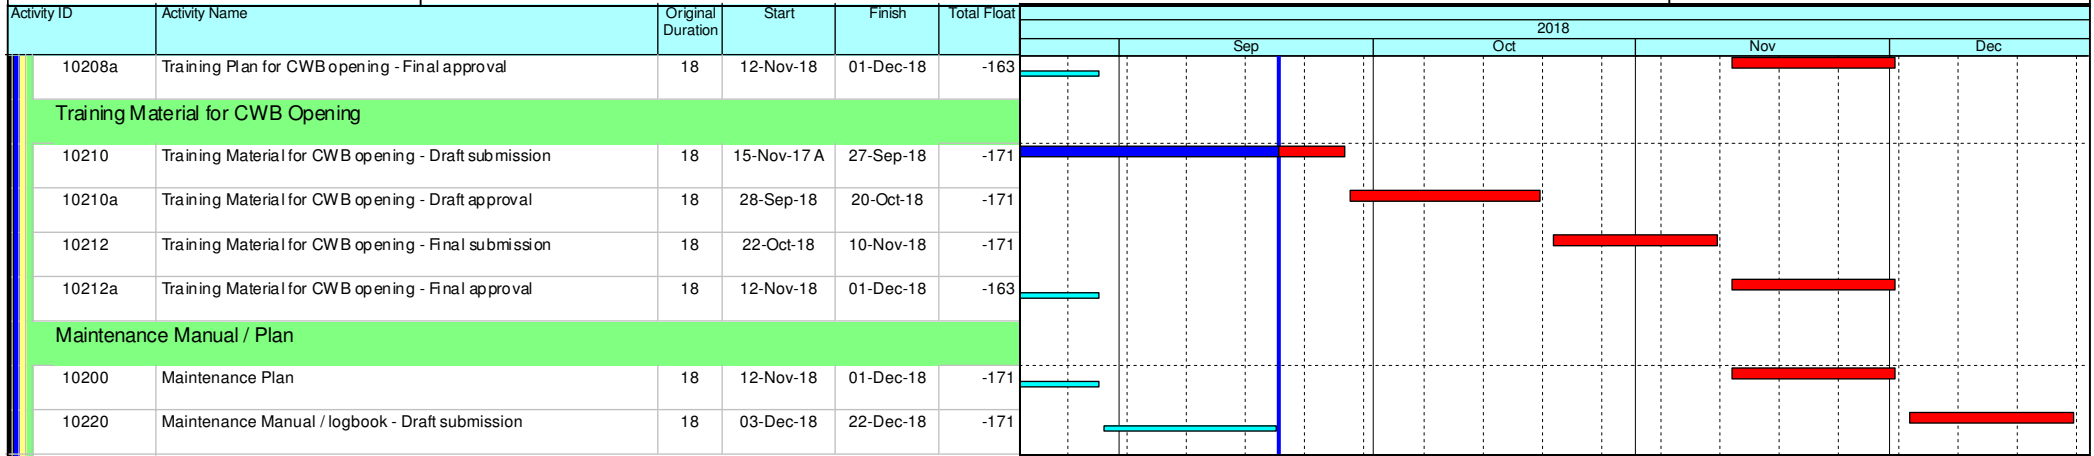 Activity ID Activity Name Original Duration Start Finish Total Float
2018
Sep Oct Nov Dec
10208a Training Plan for CWB opening - Final approval 18 12-Nov-18 01-Dec-18 -163
Training Material for CWB Opening
10210 Training Material for CWB opening - Draft submission 18 15-Nov-17 A 27-Sep-18 -171
10210a Training Material for CWB opening - Draft approval 18 28-Sep-18 20-Oct-18 -171
10212 Training Material for CWB opening - Final submission 18 22-Oct-18 10-Nov-18 -171
10212a Training Material for CWB opening - Final approval 18 12-Nov-18 01-Dec-18 -163
Maintenance Manual / Plan
10200 Maintenance Plan 18 12-Nov-18 01-Dec-18 -171
10220 Maintenance Manual / logbook - Draft submission 18 03-Dec-18 22-Dec-18 -171